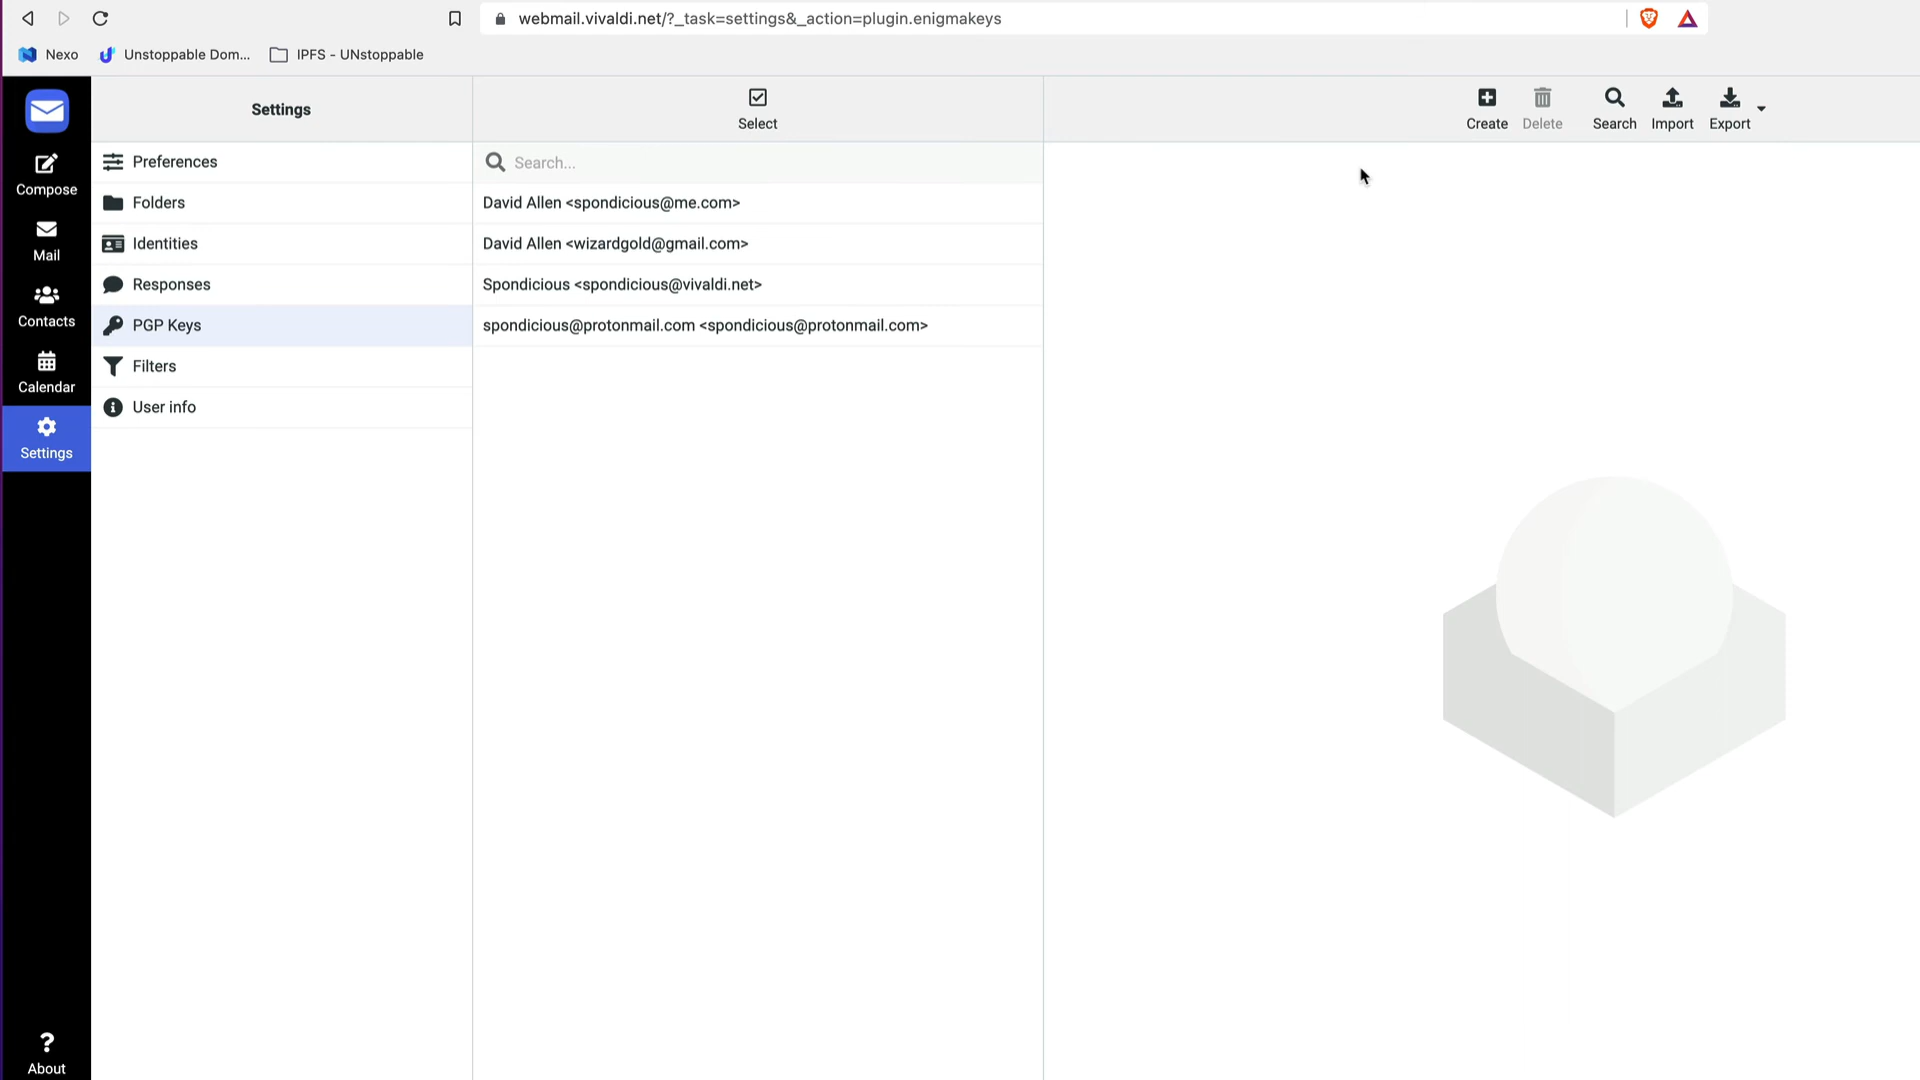 webmail.vivaldi.net/?_task=settings&_action=plugin.enigmakeys
Nexo
Unstoppable Dom...
IPFS - UNstoppable
Settings
Select
Create
Delete
Search
Import
Export
Compose
Mail
Contacts
Calendar
Settings
About
Preferences
Folders
Identities
Responses
PGP Keys
Filters
User info
Search...
David Allen <spondicious@me.com>
David Allen <wizardgold@gmail.com>
Spondicious <spondicious@vivaldi.net>
spondicious@protonmail.com <spondicious@protonmail.com>